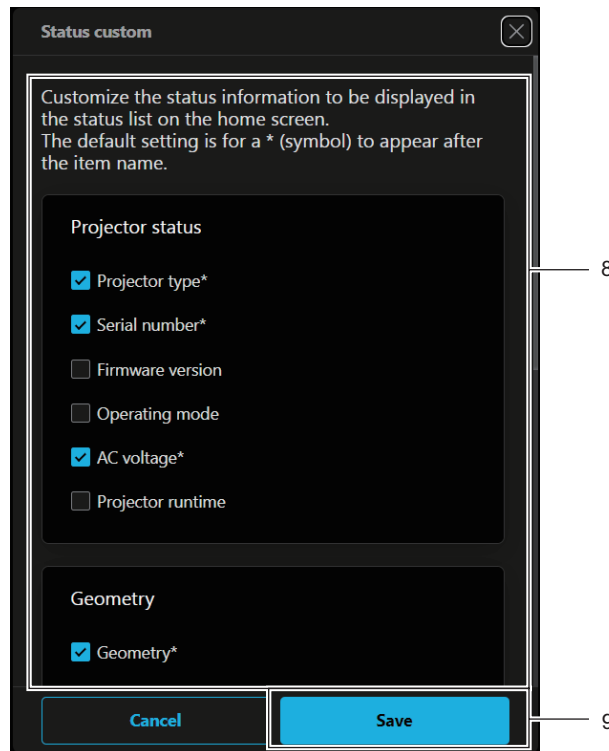 Status custom
Customize the status information to be displayed in
the status list on the home screen.
The default setting is for a * (symbol) to appear after
the item name.
Projector status
Projector type*
Serial number*
Firmware version
Operating mode
AC voltage*
Projector runtime
8
Geometry
Geometry*
Cancel
Save
9